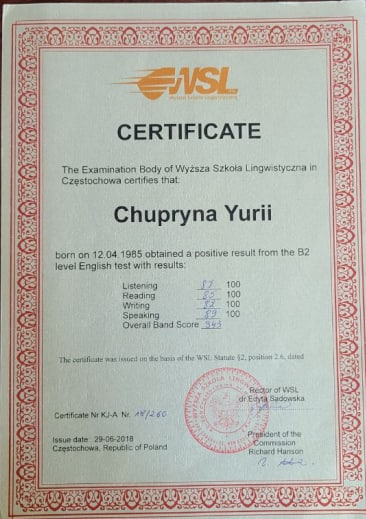 WSL
Wyższa Szkoła Lingwistyczna
CERTIFICATE
The Examination Body of Wyższa Szkoła Lingwistyczna in
Częstochowa certifies that:
Chupryna Yurii
born on 12.04.1985 obtained a positive result from the B2
level English test with results:
Listening 100
Reading 100
Writing 100
Speaking 89 100
Overall Band Score 343
The certificate was issued on the basis of the WSL Statute §2, position 2.6, dated
Rector of WSL
dr Edyta Sadowska
Certificate Nr KJ-A Nr. 18/260
Issue date : 29-06-2018
Częstochowa, Republic of Poland
President of the
Commission
Richard Hanson